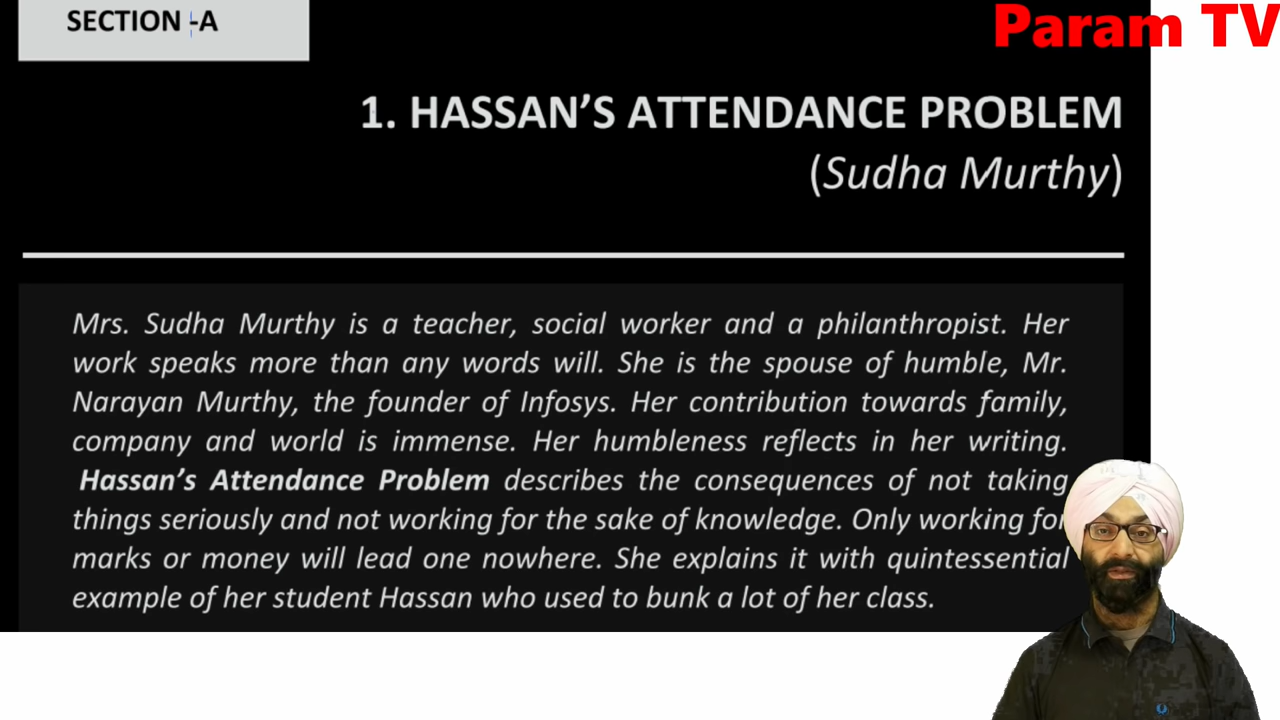 SECTION -A
Param TV
1. HASSAN'S ATTENDANCE PROBLEM
(Sudha Murthy)
Mrs. Sudha Murthy is a teacher, social worker and a philanthropist. Her
work speaks more than any words will. She is the spouse of humble, Mr.
Narayan Murthy, the founder of Infosys. Her contribution towards family,
company and world is immense. Her humbleness reflects in her writing.
Hassan's Attendance Problem describes the consequences of not taking
things seriously and not working for the sake of knowledge. Only working for
marks or money will lead one nowhere. She explains it with quintessential
example of her student Hassan who used to bunk a lot of her class.